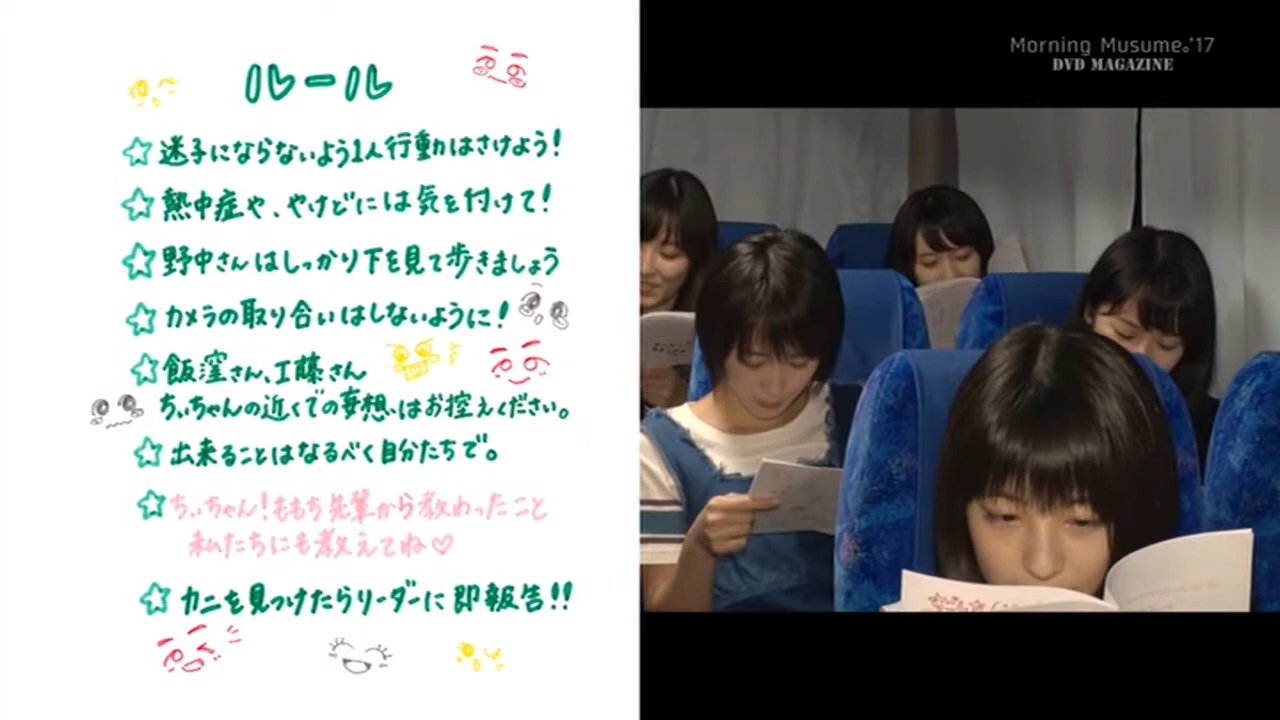 ルール
☆迷子にならないよう1人行動はさけよう!
☆熱中症や、やけどには気を付けて!
☆野中さんはしっかり下を見て歩きましょう
☆カメラの取り合いはしないように!
☆飯窪さん、工藤さん
ちぃちゃんの近くでの妄想はお控えください。
☆出来ることはなるべく自分たちで。
☆ちぃちゃん!ももち先輩から教わったこと
私たちにも教えてね♡
☆カニを見つけたらリーダーに即報告!!
Morning Musume。'17
DVD MAGAZINE